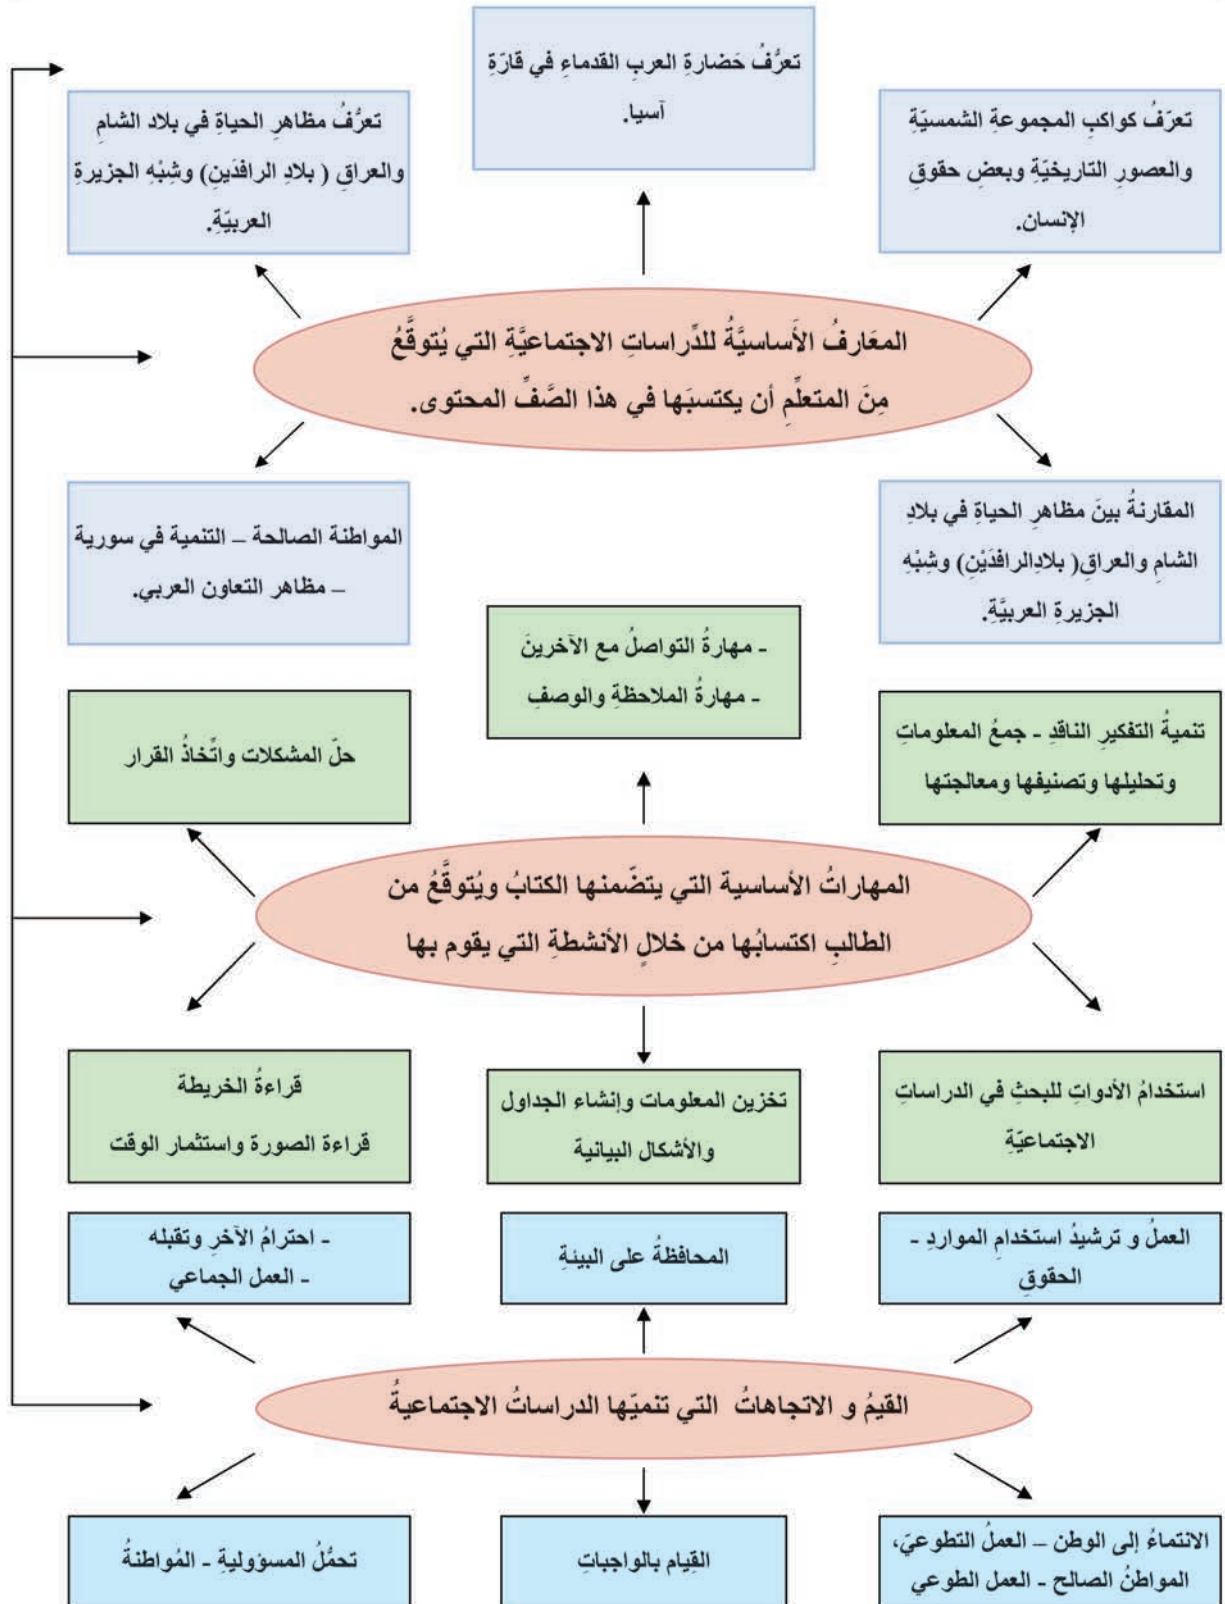 تعرُّفُ حَضارةِ العربِ القدماءِ في قارّةِ
آسيا.
تعرّفُ كواكبِ المجموعةِ الشمسيّةِ
والعصورِ التاريخيّةِ وبعضِ حقوقِ
الإنسان.
تعرُّفُ مظاهرِ الحياةِ في بلاد الشامِ
والعراقِ ( بلادِ الرافدَينِ) وشِبْهِ الجزيرةِ
العربيّةِ.
المعَارفُ الأَساسيَّةُ للدِّراساتِ الاجتماعيَّةِ التي يُتوقَّعُ
مِنَ المتعلِّمِ أن يكتسبَها في هذا الصَّفِّ المحتوى.
المقارنةُ بينَ مظاهرِ الحياةِ في بلادِ
الشامِ والعراقِ( بلادِالرافدَيْنِ) وشِبْهِ
الجزيرةِ العربيَّةِ.
المواطنة الصالحة – التنمية في سورية
– مظاهر التعاون العربي.
- مهارةُ التواصلُ مع الآخرينَ
- مهارةُ الملاحظةِ والوصفِ
تنميةُ التفكيرِ الناقدِ - جمعُ المعلوماتِ
وتحليلها وتصنيفها ومعالجتها
حلّ المشكلات واتِّخاذُ القرار
المهاراتُ الأساسية التي يتضّمنها الكتابُ ويُتوقَّعُ من
الطالبِ اكتسابُها من خلالِ الأنشطةِ التي يقوم بها
استخدامُ الأدواتِ للبحثِ في الدراساتِ
الاجتماعيّةِ
تخزين المعلومات وإنشاء الجداول
والأشكال البيانية
قراءةُ الخريطة
قراءة الصورة واستثمار الوقت
العملُ و ترشيدُ استخدامِ المواردِ -
الحقوقِ
المحافظةُ على البيئةِ
- احترامُ الآخرِ وتقبله
- العمل الجماعي
القيمُ و الاتجاهاتُ التي تنميّها الدراساتُ الاجتماعيةُ
الانتماءُ إلى الوطن – العملُ التطوعيّ،
المواطنُ الصالح - العمل الطوعي
القِيام بالواجباتِ
تحمُّلُ المسؤوليةِ - المُواطنةُ